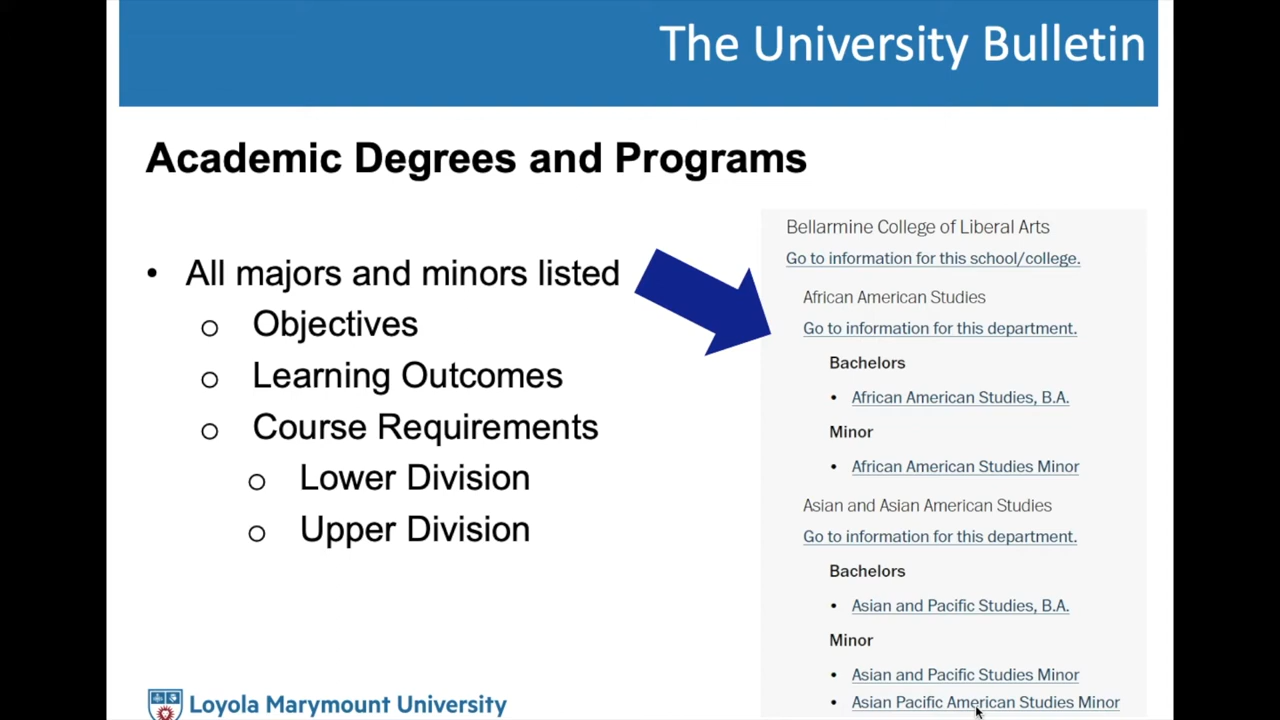 The University Bulletin
Academic Degrees and Programs
• All majors and minors listed
o Objectives
o Learning Outcomes
o Course Requirements
o Lower Division
o Upper Division
Bellarmine College of Liberal Arts
Go to information for this school/college.
African American Studies
Go to information for this department.
Bachelors
• African American Studies, B.A.
Minor
• African American Studies Minor
Asian and Asian American Studies
Go to information for this department.
Bachelors
• Asian and Pacific Studies, B.A.
Minor
• Asian and Pacific Studies Minor
• Asian Pacific American Studies Minor
Loyola Marymount University